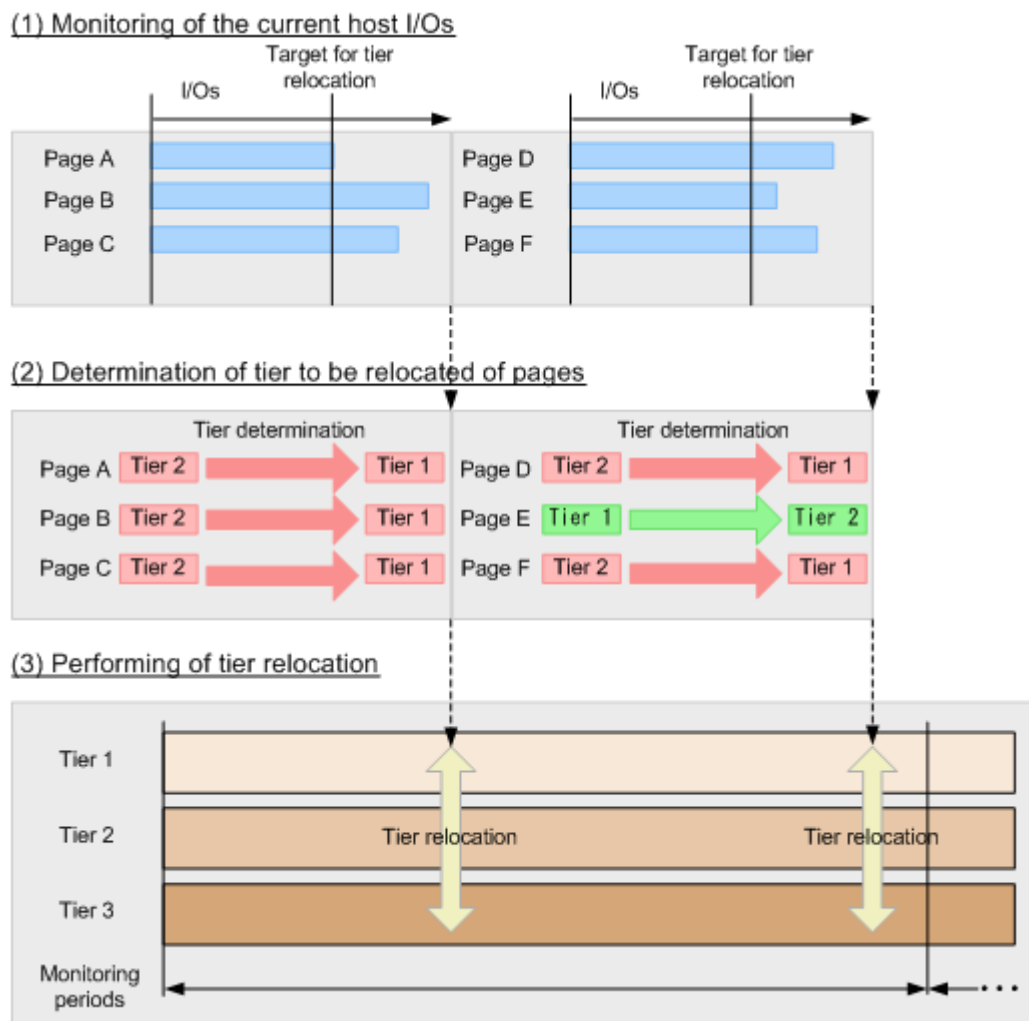 (1) Monitoring of the current host I/Os
Target for tier
relocation
I/Os
Target for tier
relocation
I/Os
Page A
Page B
Page C
Page D
Page E
Page F
(2) Determination of tier to be relocated of pages
Tier determination
Page A Tier 2 Tier 1
Page B Tier 2 Tier 1
Page C Tier 2 Tier 1
Tier determination
Page D Tier 2 Tier 1
Page E Tier 1 Tier 2
Page F Tier 2 Tier 1
(3) Performing of tier relocation
Tier 1
Tier 2
Tier relocation
Tier relocation
Tier 3
Monitoring
periods
• • •